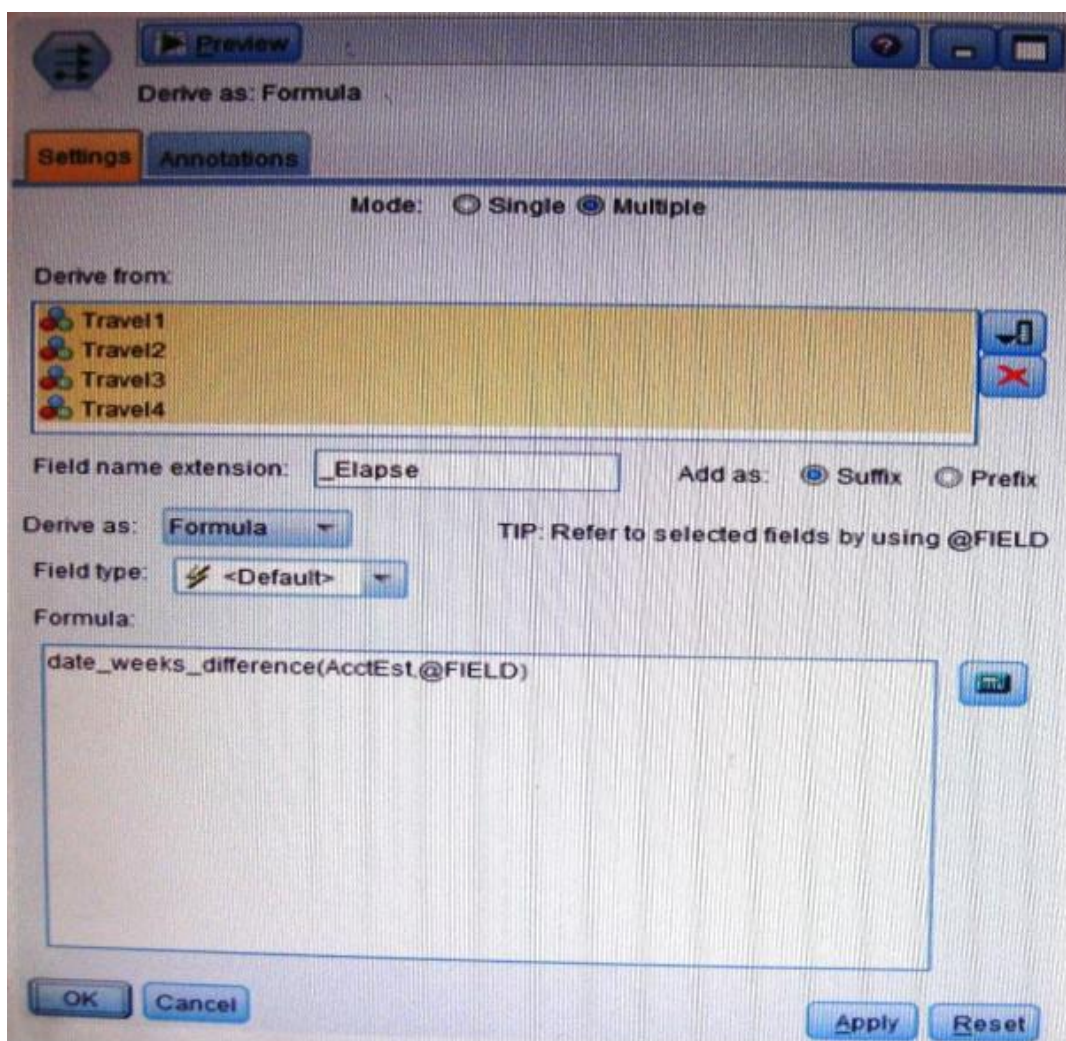 Preview
Derive as: Formula
Settings Annotations
Mode: Single Multiple
Derive from:
Travel1
Travel2
Travel3
Travel4
Field name extension: _Elapse Add as: Suffix Prefix
Derive as: Formula TIP: Refer to selected fields by using @FIELD
Field type: <Default>
Formula:
date_weeks_difference(AcctEst,@FIELD)
OK Cancel Apply Reset